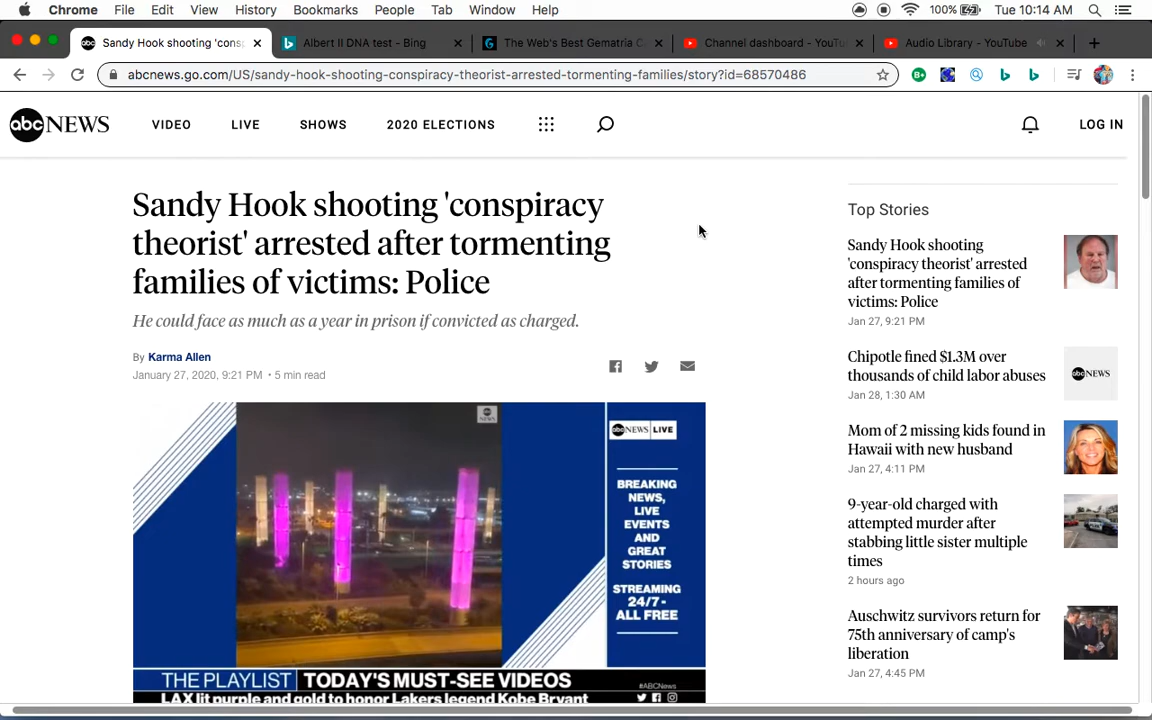 Chrome File Edit View History Bookmarks People Tab Window Help 100% Tue 10:14 AM
Sandy Hook shooting 'cons Albert II DNA test - Bing The Web's Best Gematria C Channel dashboard - YouTu Audio Library - YouTube
abcnews.go.com/US/sandy-hook-shooting-conspiracy-theorist-arrested-tormenting-families/story?id=68570486
abc NEWS VIDEO LIVE SHOWS 2020 ELECTIONS LOG IN
Sandy Hook shooting 'conspiracy
theorist' arrested after tormenting
families of victims: Police
He could face as much as a year in prison if convicted as charged.
By Karma Allen
January 27, 2020, 9:21 PM • 5 min read
abc NEWS LIVE
BREAKING
NEWS,
LIVE
EVENTS
AND
GREAT
STORIES
STREAMING
24/7-
ALL FREE
THE PLAYLIST TODAY'S MUST-SEE VIDEOS
#ABCNews
LAX lit purple and gold to honor Lakers legend Kobe Bryant
Top Stories
Sandy Hook shooting
'conspiracy theorist' arrested
after tormenting families of
victims: Police
Jan 27, 9:21 PM
Chipotle fined $1.3M over
thousands of child labor abuses
Jan 28, 1:30 AM
abc NEWS
Mom of 2 missing kids found in
Hawaii with new husband
Jan 27, 4:11 PM
9-year-old charged with
attempted murder after
stabbing little sister multiple
times
2 hours ago
Auschwitz survivors return for
75th anniversary of camp's
liberation
Jan 27, 4:45 PM